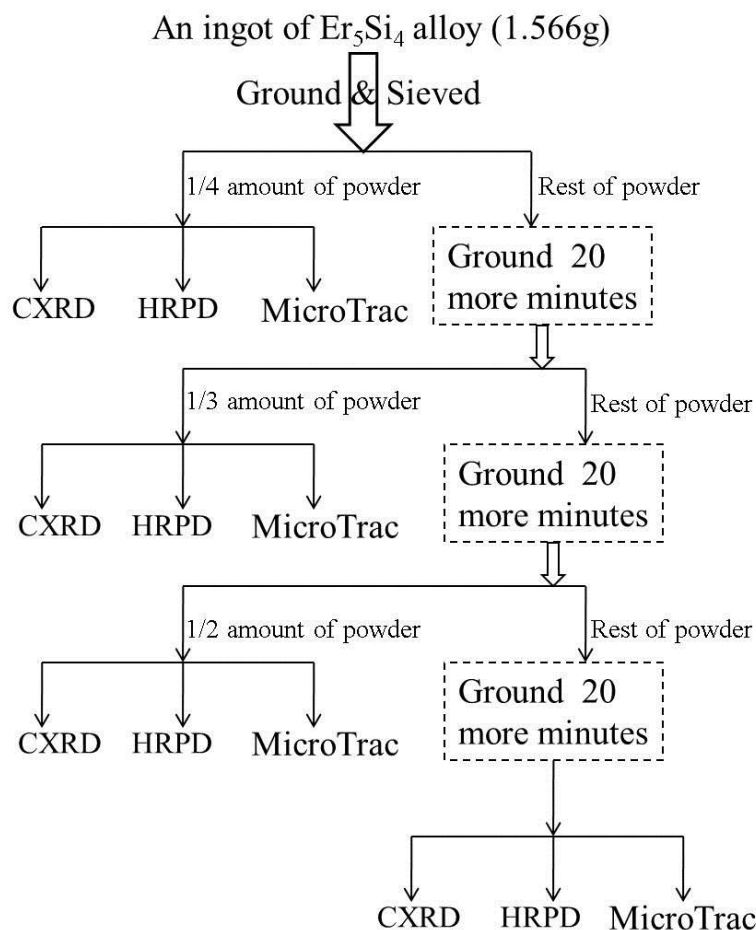 An ingot of Er₅Si₄ alloy (1.566g)
Ground & Sieved
1/4 amount of powder
Rest of powder
CXRD
HRPD
MicroTrac
Ground 20
more minutes
1/3 amount of powder
Rest of powder
CXRD
HRPD
MicroTrac
Ground 20
more minutes
1/2 amount of powder
Rest of powder
CXRD
HRPD
MicroTrac
Ground 20
more minutes
CXRD
HRPD
MicroTrac